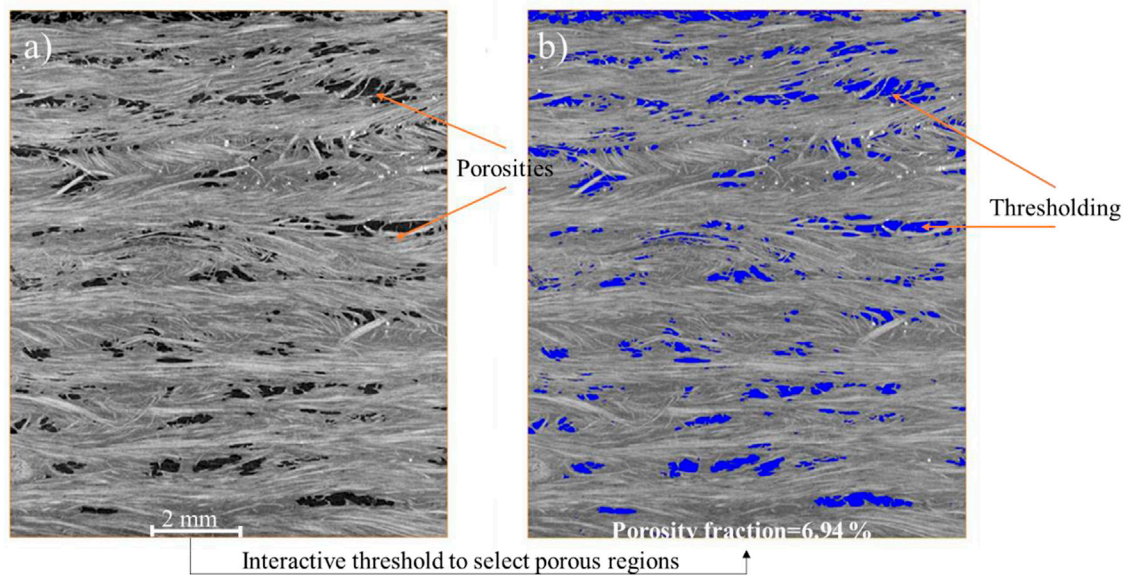 a)
b)
Porosities
Thresholding
2 mm
Porosity fraction=6.94 %
Interactive threshold to select porous regions